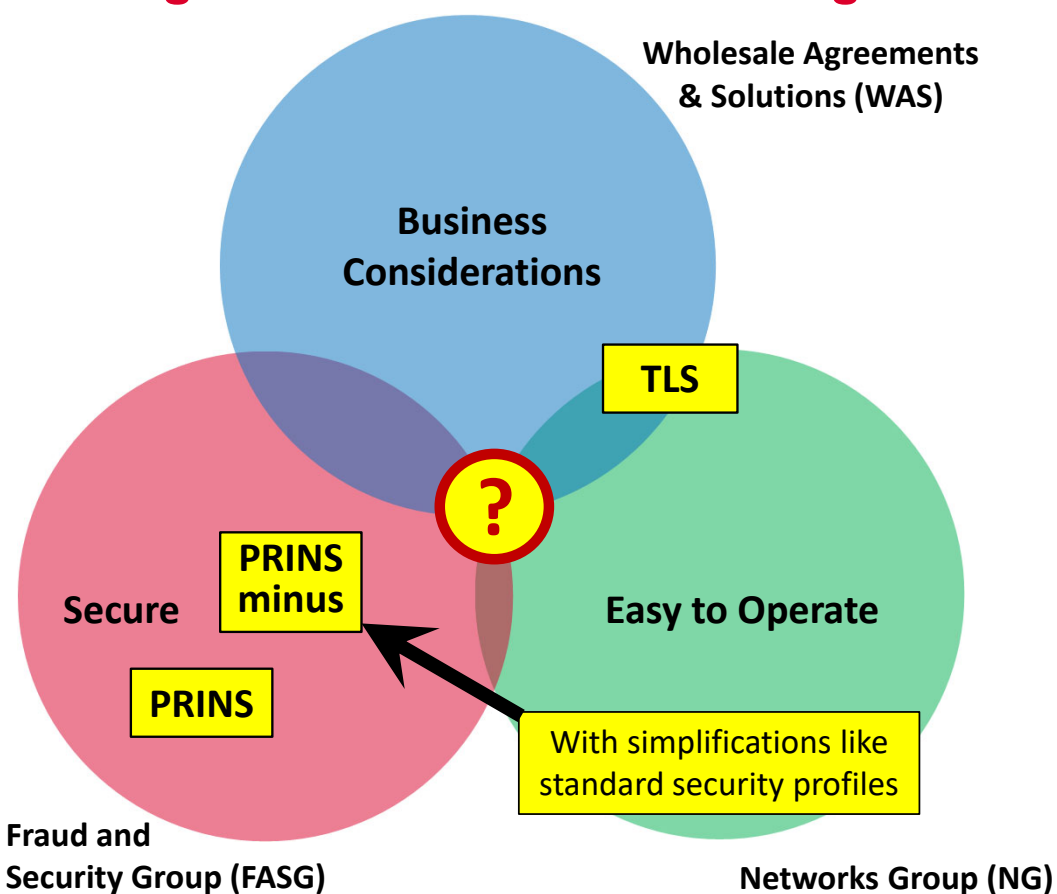 Wholesale Agreements
& Solutions (WAS)
Business
Considerations
TLS
?
PRINS
minus
Secure
Easy to Operate
PRINS
With simplifications like
standard security profiles
Fraud and
Security Group (FASG)
Networks Group (NG)